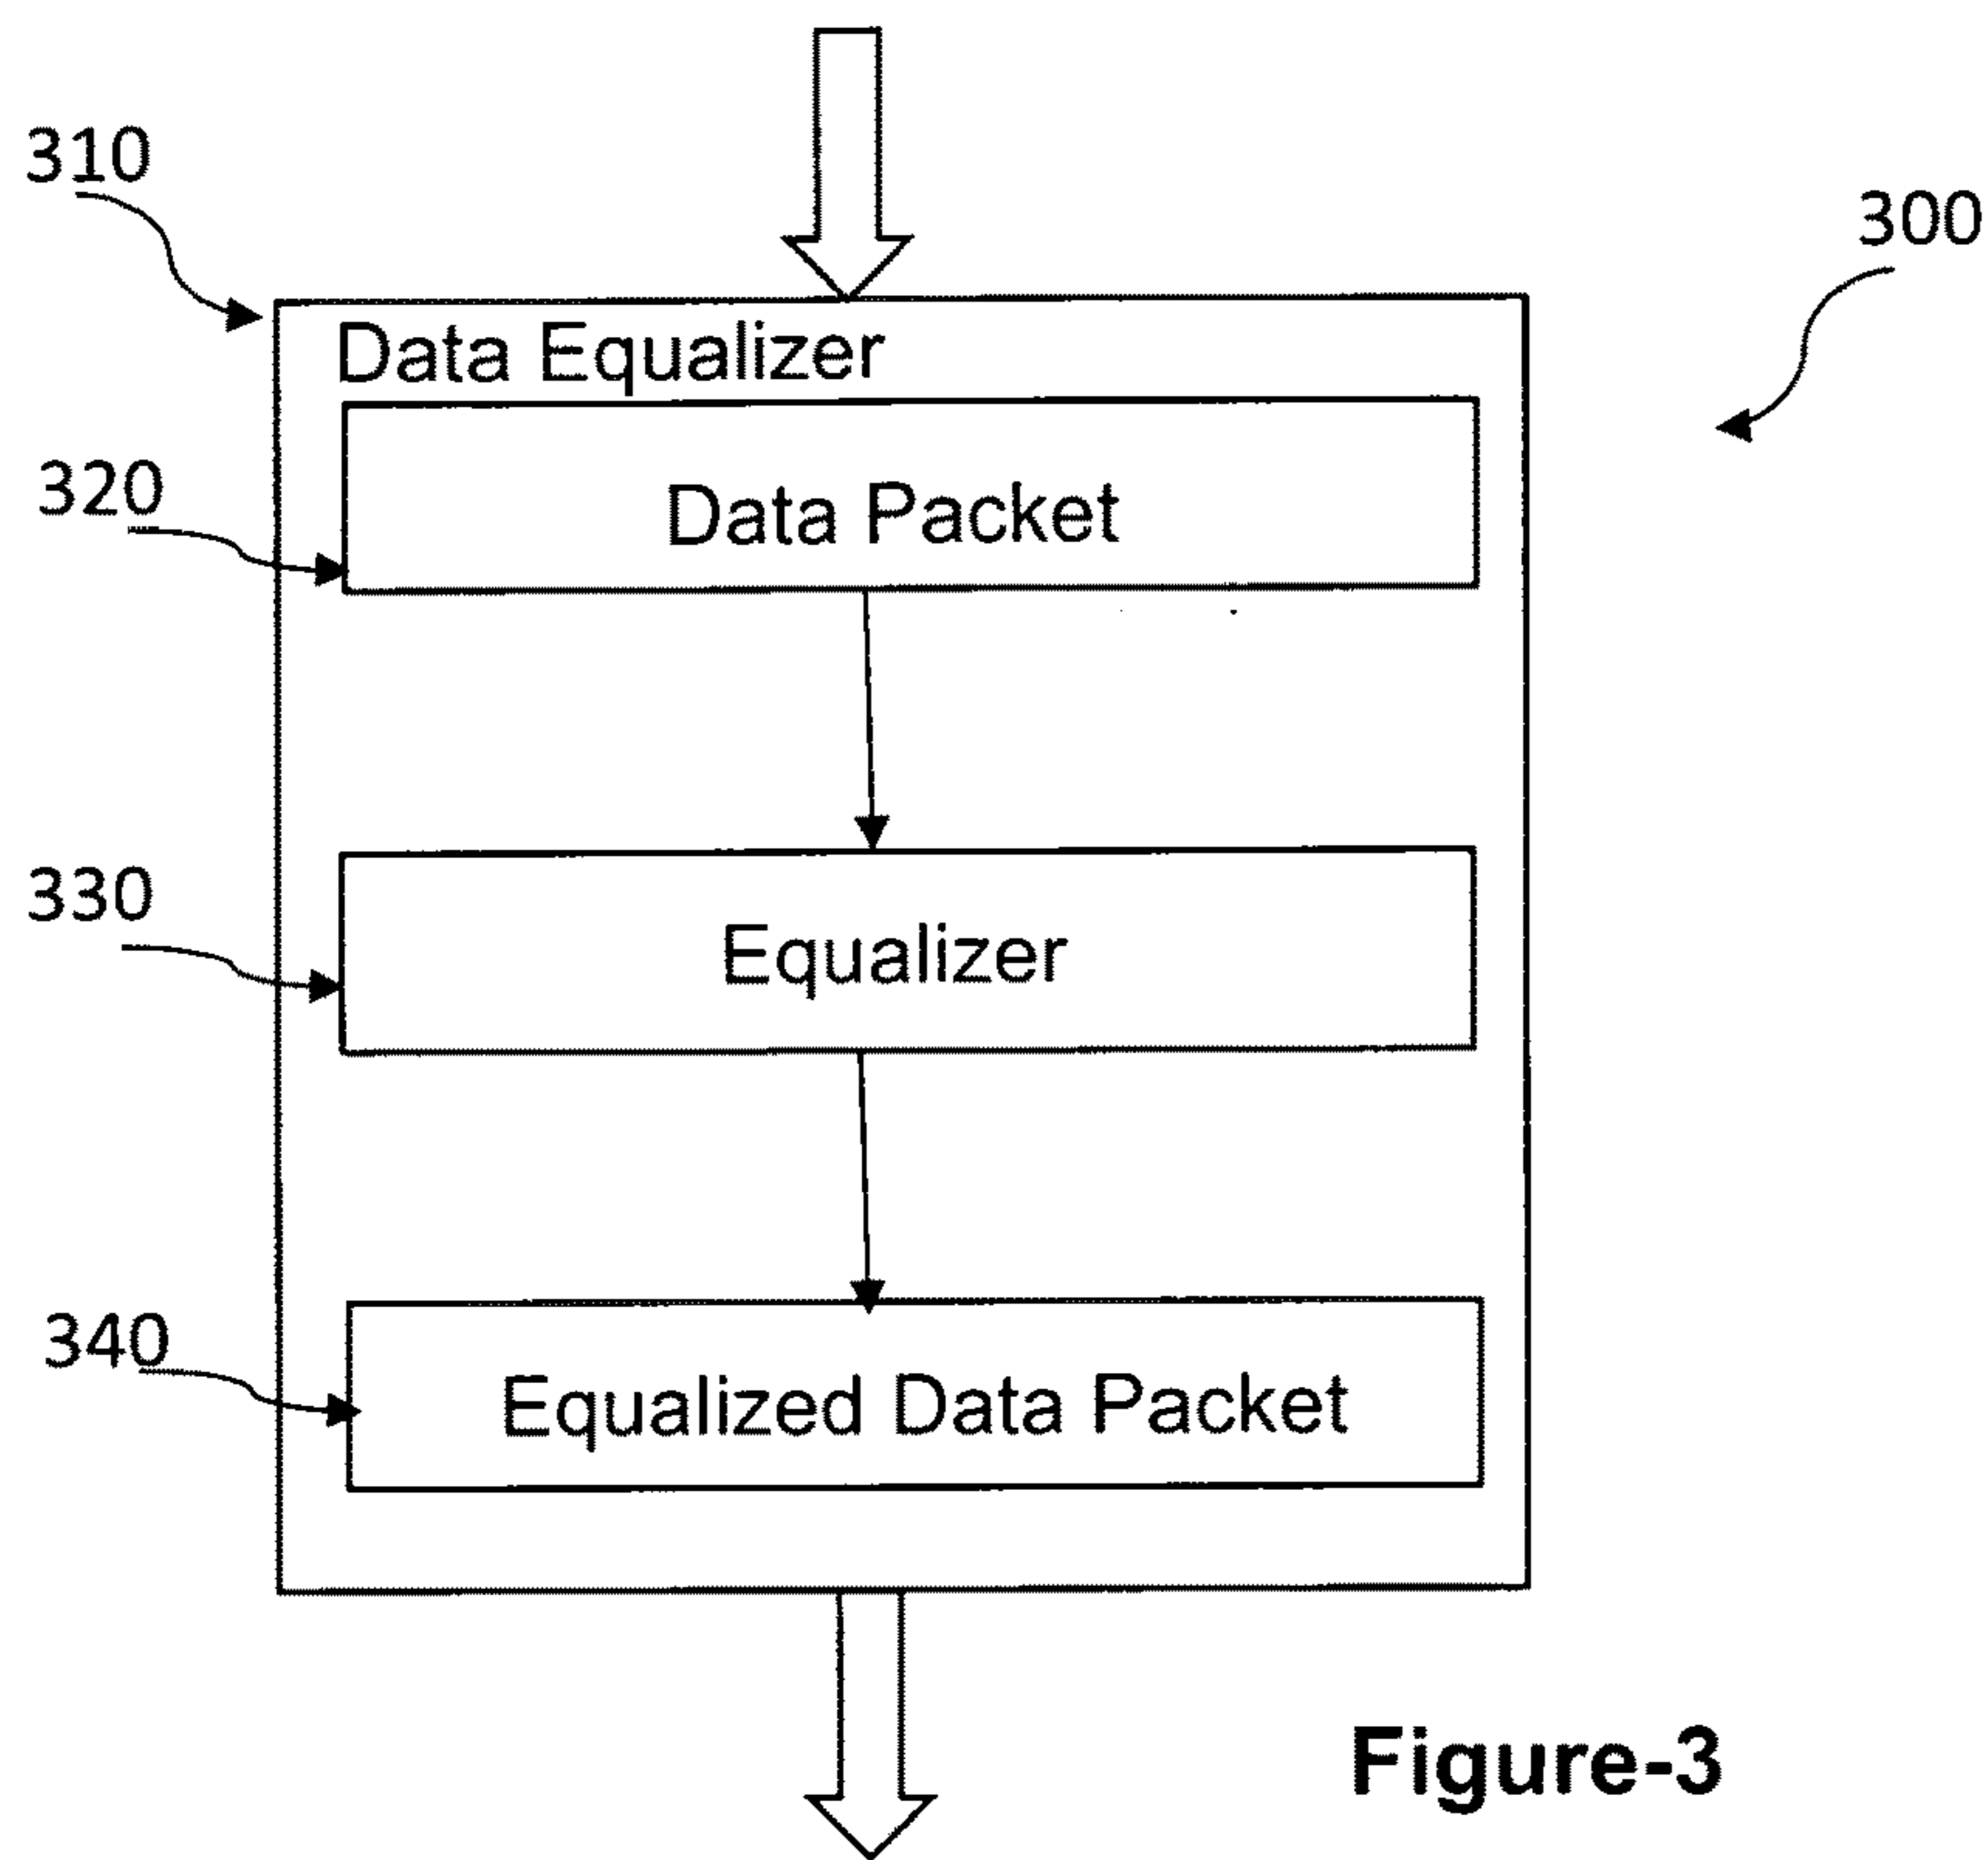 310
300
Data Equalizer
320
Data Packet
330
Equalizer
340
Equalized Data Packet
Figure-3